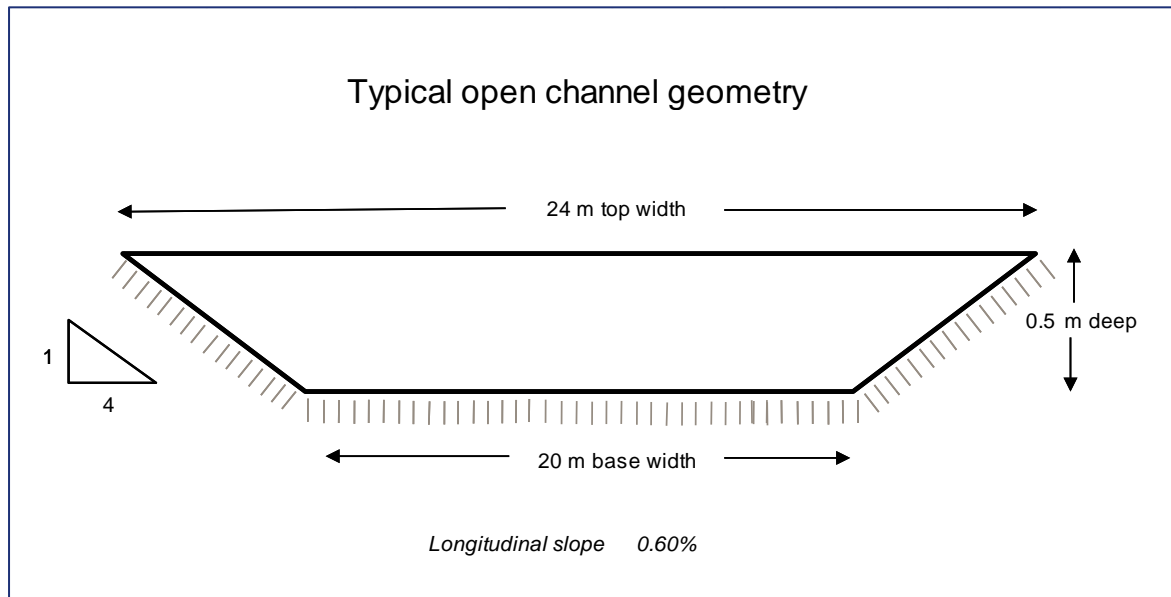 Typical open channel geometry
24 m top width
0.5 m deep
1
4
20 m base width
Longitudinal slope 0.60%